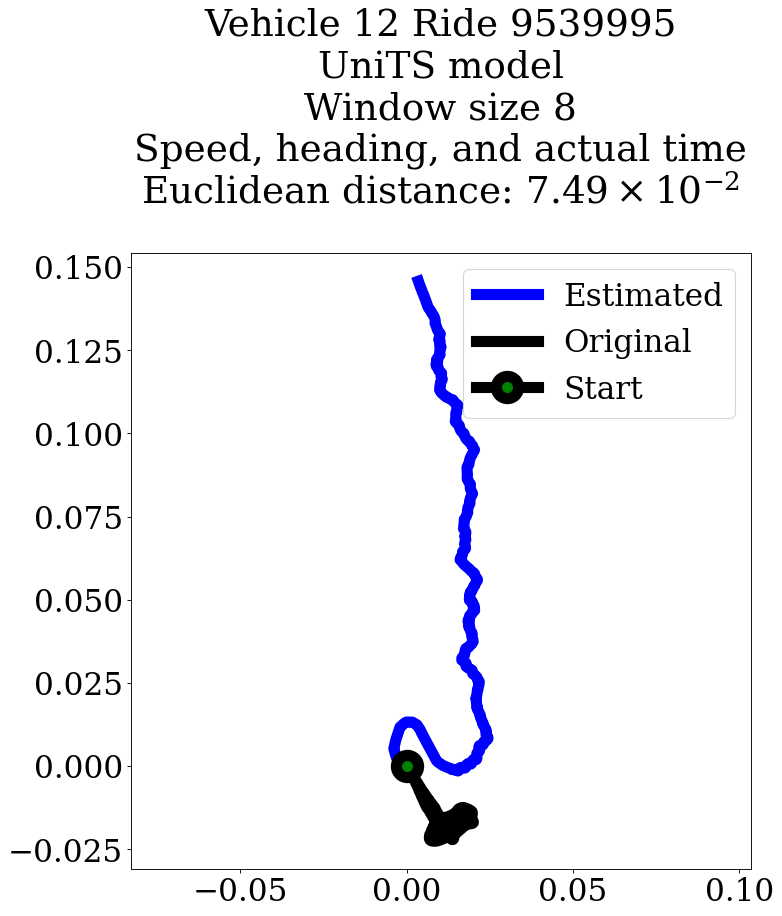 Vehicle 12 Ride 9539995
UniTS model
Window size 8
Speed, heading, and actual time
Euclidean distance: 7.49 × 10⁻²
0.150
Estimated
0.125
Original
Start
0.100
0.075
0.050
0.025
0.000
−0.025
−0.05 0.00 0.05 0.10